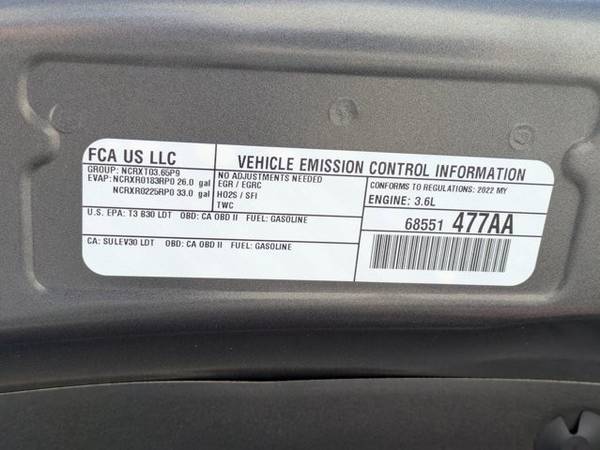 FCA US LLC
VEHICLE EMISSION CONTROL INFORMATION
GROUP: NCRXT03.65P9
EVAP: NCRXR0183RP0 26.0 gal
NCRXR0225RP0 33.0 gal
NO ADJUSTMENTS NEEDED
EGR / EGRC
HO2S / SFI
TWC
CONFORMS TO REGULATIONS: 2022 MY
ENGINE: 3.6L
U.S. EPA: T3 B30 LDT OBD: CA OBD II FUEL: GASOLINE
CA: SULEV30 LDT OBD: CA OBD II FUEL: GASOLINE
68551 477AA